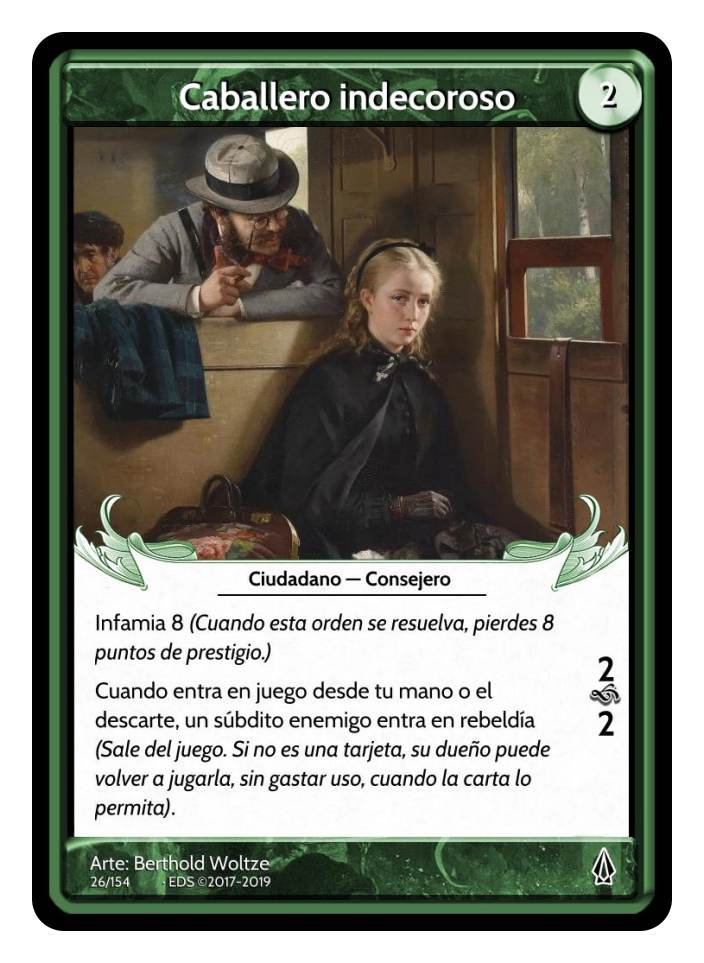 Caballero indecoroso
2
Ciudadano — Consejero
Infamia 8 (Cuando esta orden se resuelva, pierdes 8
puntos de prestigio.)
Cuando entra en juego desde tu mano o el
descarte, un súbdito enemigo entra en rebeldía
(Sale del juego. Si no es una tarjeta, su dueño puede
volver a jugarla, sin gastar uso, cuando la carta lo
permita).
2
2
Arte: Berthold Woltze
26/154 · EDS ©2017-2019